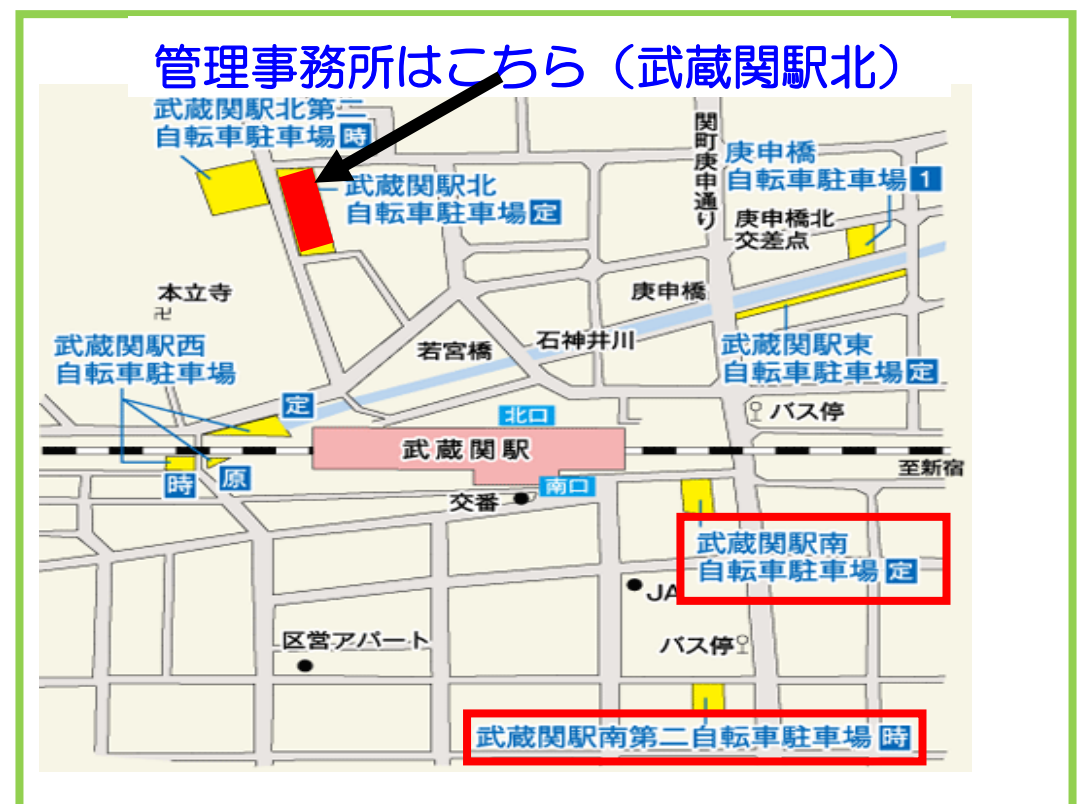 管理事務所はこちら（武蔵関駅北）
武蔵関駅北第二
自転車駐車場 時
武蔵関駅北
自転車駐車場 定
関町庚申通り
庚申橋
自転車駐車場 1
庚申橋北
交差点
本立寺
卍
庚申橋
石神井川
若宮橋
武蔵関駅西
自転車駐車場
定
武蔵関駅東
自転車駐車場 定
バス停
北口
武蔵関駅
至新宿
時
原
南口
交番
武蔵関駅南
自転車駐車場 定
JA
区営アパート
バス停
武蔵関駅南第二自転車駐車場 時